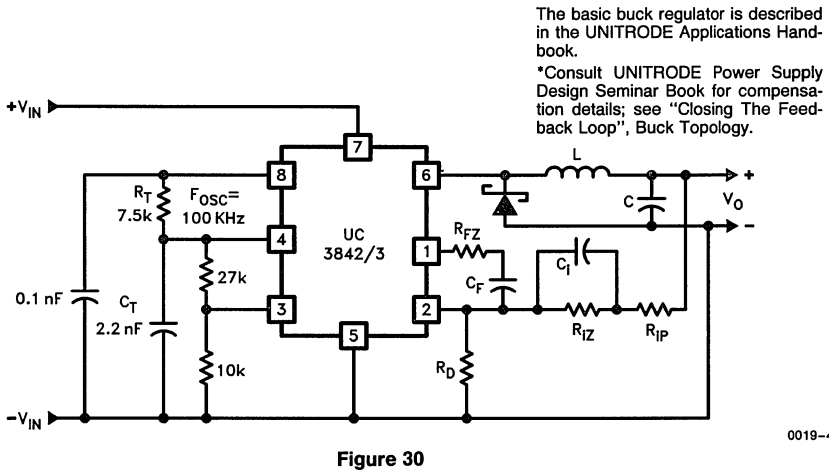 The basic buck regulator is described
in the UNITRODE Applications Hand-
book.
*Consult UNITRODE Power Supply
Design Seminar Book for compensa-
tion details; see "Closing The Feed-
back Loop", Buck Topology.
+VIN
7
8
6
L
+
RT
7.5k
FOSC=
100 KHz
C
VO
-
4
UC
3842/3
1
RFZ
Ci
27k
CF
0.1 nF
CT
2.2 nF
3
2
RiZ
RiP
5
10k
RD
-VIN
0019-4
Figure 30